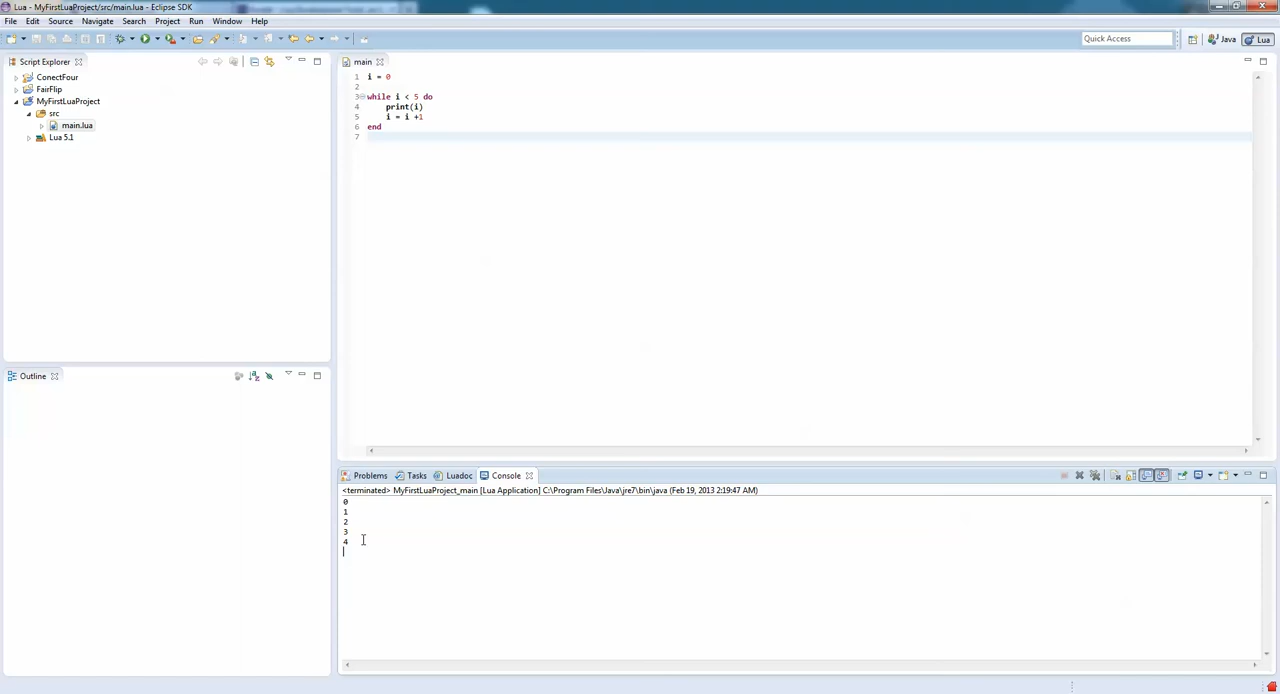 Lua - MyFirstLuaProject/src/main.lua - Eclipse SDK
File Edit Source Navigate Search Project Run Window Help
Quick Access Java Lua
Script Explorer
ConectFour
FairFlip
MyFirstLuaProject
src
main.lua
Lua 5.1
Outline
main
1 i = 0
2
3 while i < 5 do
4 print(i)
5 i = i +1
6 end
7
Problems Tasks Luadoc Console
<terminated> MyFirstLuaProject_main [Lua Application] C:\Program Files\Java\jre7\bin\java (Feb 19, 2013 2:19:47 AM)
0
1
2
3
4